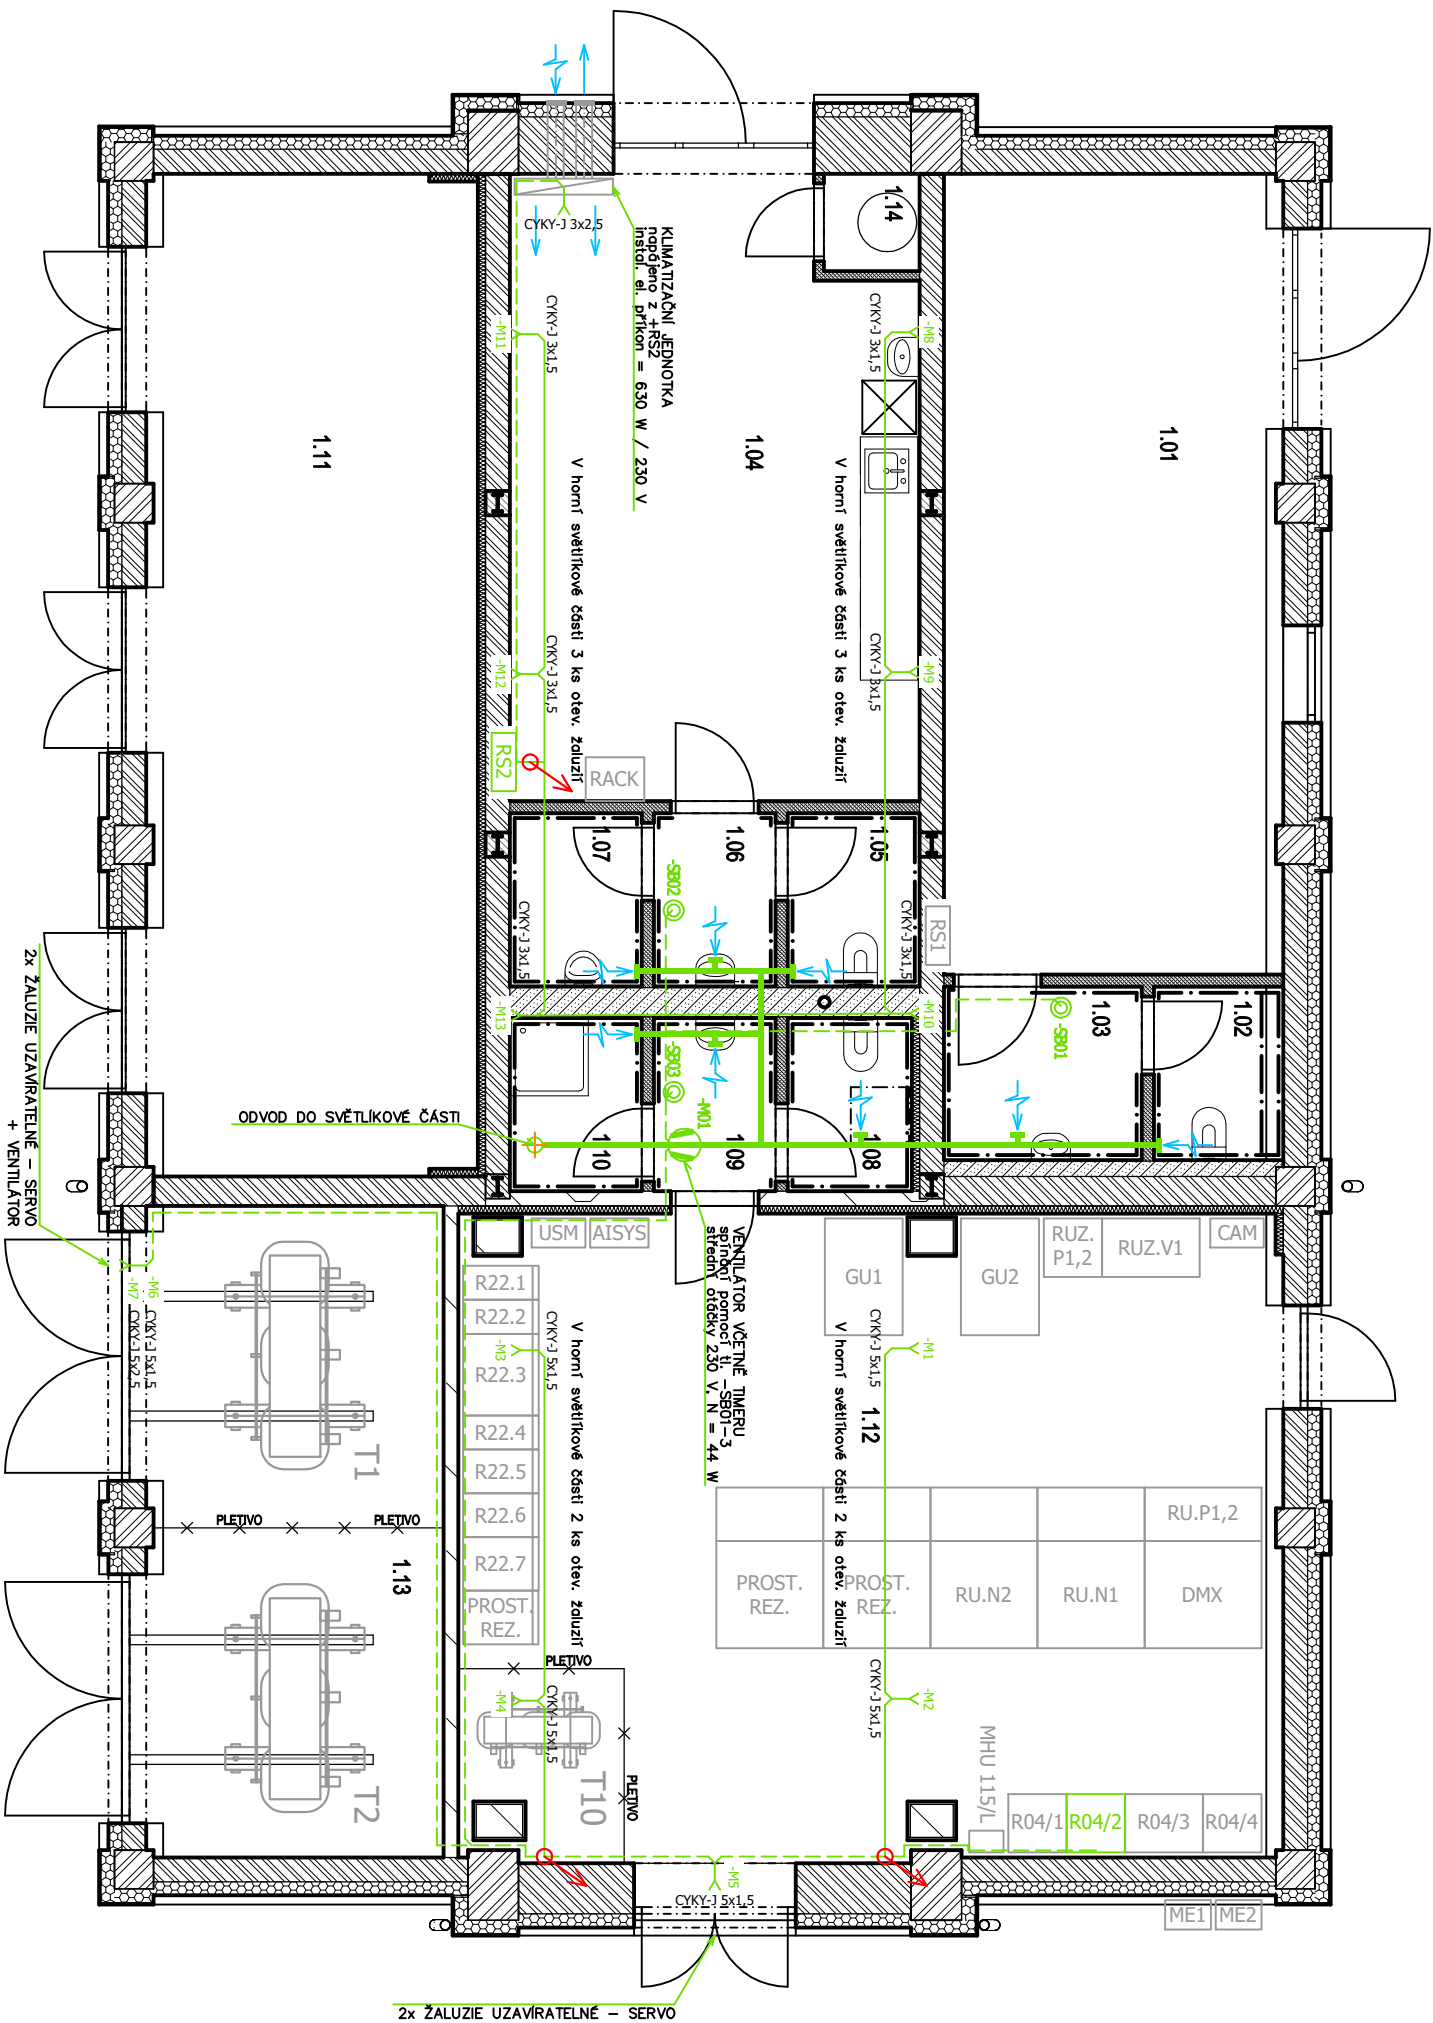 1.14
CYKY-J 3x2,5
KLIMATIZAČNÍ JEDNOTKA
napájeno z +RS2
instal. el. příkon = 630 W / 230 V
-M11
CYKY-J 3x1,5
CYKY-J 3x1,5
-M8
1.11
1.04
1.01
V horní světlíkové části 3 ks otev. žaluzií
V horní světlíkové části 3 ks otev. žaluzií
-M12
CYKY-J 3x1,5
CYKY-J 3x1,5
-M9
RS2
RACK
1.07
1.06
1.05
-SB02
CYKY-J 3x1,5
CYKY-J 3x1,5
RS1
-M13
-M10
-SB03
-SB01
1.03
1.02
-M01
ODVOD DO SVĚTLÍKOVÉ ČÁSTI
1.10
1.09
1.08
2x ŽALUZIE UZAVÍRATELNÉ – SERVO
+ VENTILÁTOR
USM
AISYS
VENTILÁTOR VČETNĚ TIMERU
spínání pomocí tl. -SB01-3
střední otáčky 230 V, N = 44 W
GU1
GU2
RUZ.
P1,2
RUZ.V1
CAM
-M7
-M6
CYKY-J 5x2,5
CYKY-J 5x1,5
R22.1
R22.2
R22.3
R22.4
R22.5
R22.6
R22.7
PROST.
REZ.
-M3
CYKY-J 5x1,5
V horní světlíkové části 2 ks otev. žaluzií
V horní světlíkové části 2 ks otev. žaluzií
CYKY-J 5x1,5
-M1
1.12
T1
PLETIVO
PLETIVO
1.13
T2
RU.P1,2
PROST.
REZ.
PROST.
REZ.
RU.N2
RU.N1
DMX
PLETIVO
-M4
CYKY-J 5x1,5
CYKY-J 5x1,5
-M2
T10
PLETIVO
MHU 115/L
R04/1
R04/2
R04/3
R04/4
-M5
CYKY-J 5x1,5
ME1
ME2
2x ŽALUZIE UZAVÍRATELNÉ – SERVO